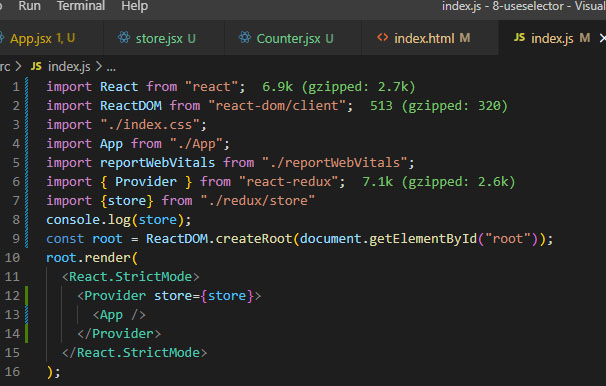 Run Terminal Help index.js - 8-useselector - Visual
App.jsx 1, U store.jsx U Counter.jsx U <> index.html M JS index.js M
rc > JS index.js > ...
1 import React from "react"; 6.9k (gzipped: 2.7k)
2 import ReactDOM from "react-dom/client"; 513 (gzipped: 320)
3 import "./index.css";
4 import App from "./App";
5 import reportWebVitals from "./reportWebVitals";
6 import { Provider } from "react-redux"; 7.1k (gzipped: 2.6k)
7 import {store} from "./redux/store"
8 console.log(store);
9 const root = ReactDOM.createRoot(document.getElementById("root"));
10 root.render(
11 <React.StrictMode>
12 <Provider store={store}>
13 <App />
14 </Provider>
15 </React.StrictMode>
16 );